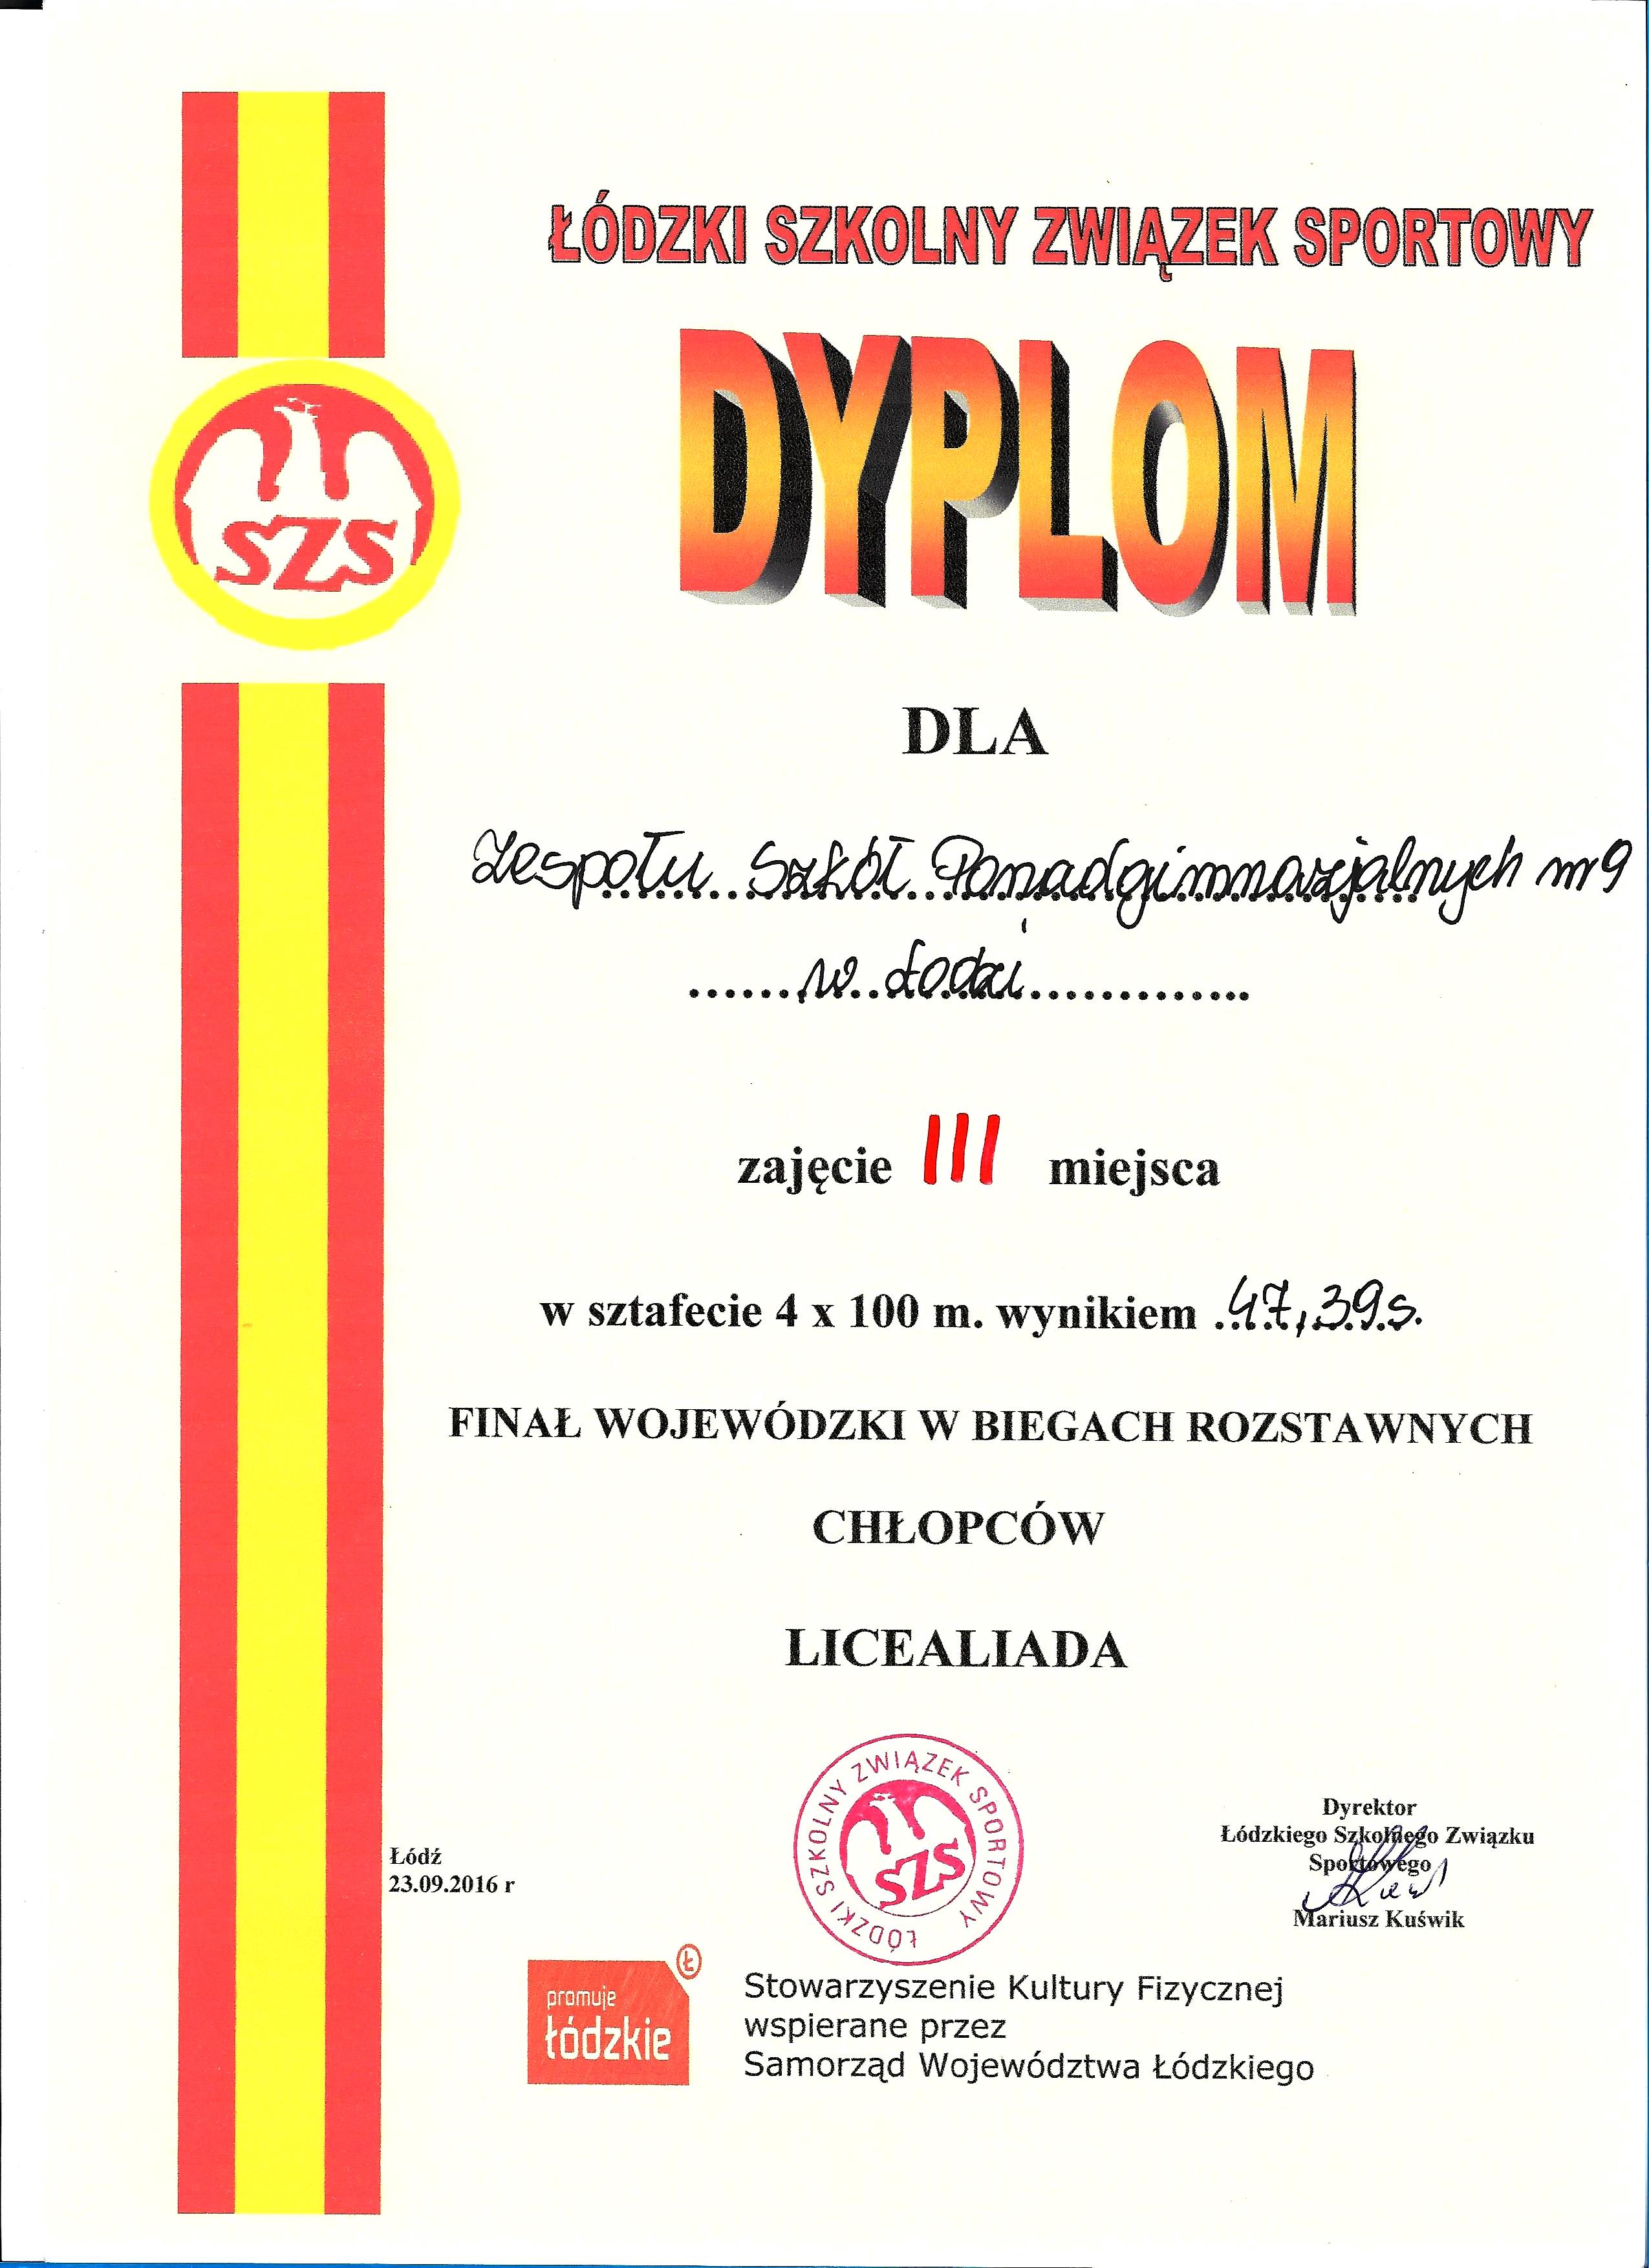 ŁÓDZKI SZKOLNY ZWIĄZEK SPORTOWY
DYPLOM
SZS
DLA
Zespołu Szkół Ponadgimnazjalnych nr 9
w Łodzi
zajęcie III miejsca
w sztafecie 4 x 100 m. wynikiem 47,39 s.
FINAŁ WOJEWÓDZKI W BIEGACH ROZSTAWNYCH
CHŁOPCÓW
LICEALIADA
ŁÓDZKI SZKOLNY ZWIĄZEK SPORTOWY
SZS
Dyrektor
Łódzkiego Szkolnego Związku
Sportowego
Mariusz Kuświk
Łódź
23.09.2016 r
promuje
łódzkie
Ł
Stowarzyszenie Kultury Fizycznej
wspierane przez
Samorząd Województwa Łódzkiego